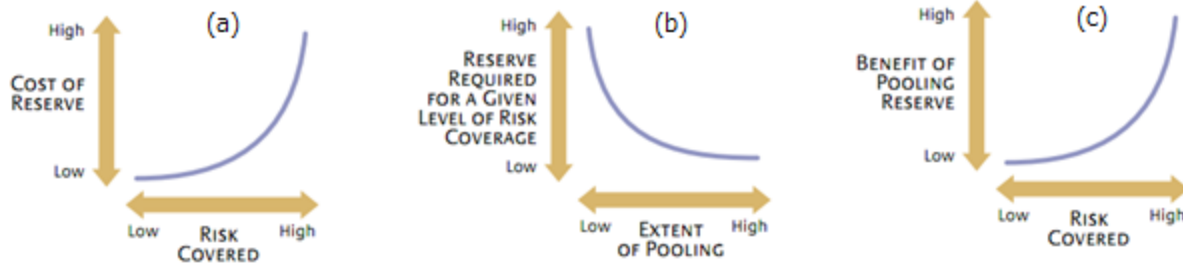 (a)
High
COST OF
RESERVE
Low
Low
High
RISK
COVERED
(b)
High
RESERVE
REQUIRED
FOR A GIVEN
LEVEL OF RISK
COVERAGE
Low
Low
High
EXTENT
OF POOLING
(c)
High
BENEFIT OF
POOLING
RESERVE
Low
Low
High
RISK
COVERED